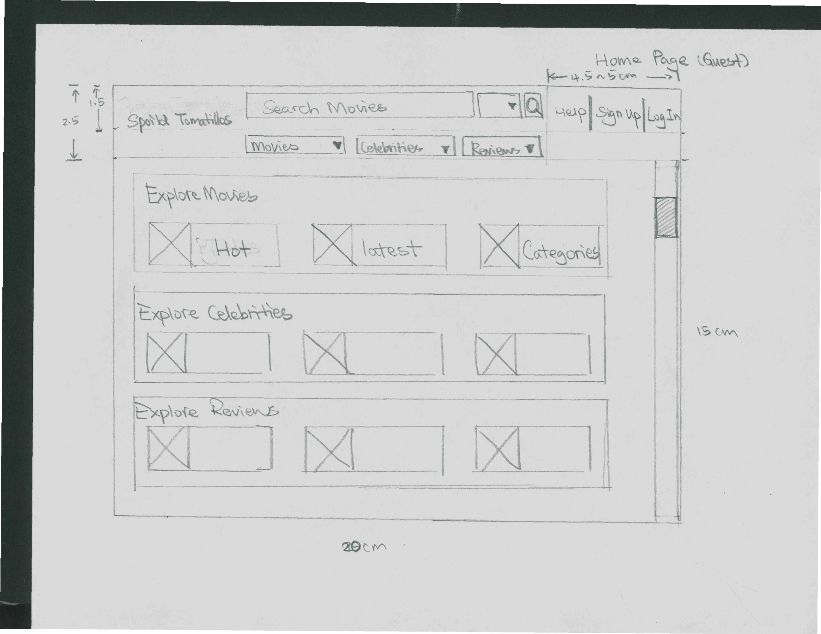 Home Page (Guest)
4.5~5cm
1.5
2.5
Spoild Tomatillos
Search Movies
Help
Sign Up
Log In
Movies
Celebrities
Reviews
Explore Movies
Hot
latest
Categories
Explore Celebrities
Explore Reviews
15cm
20cm